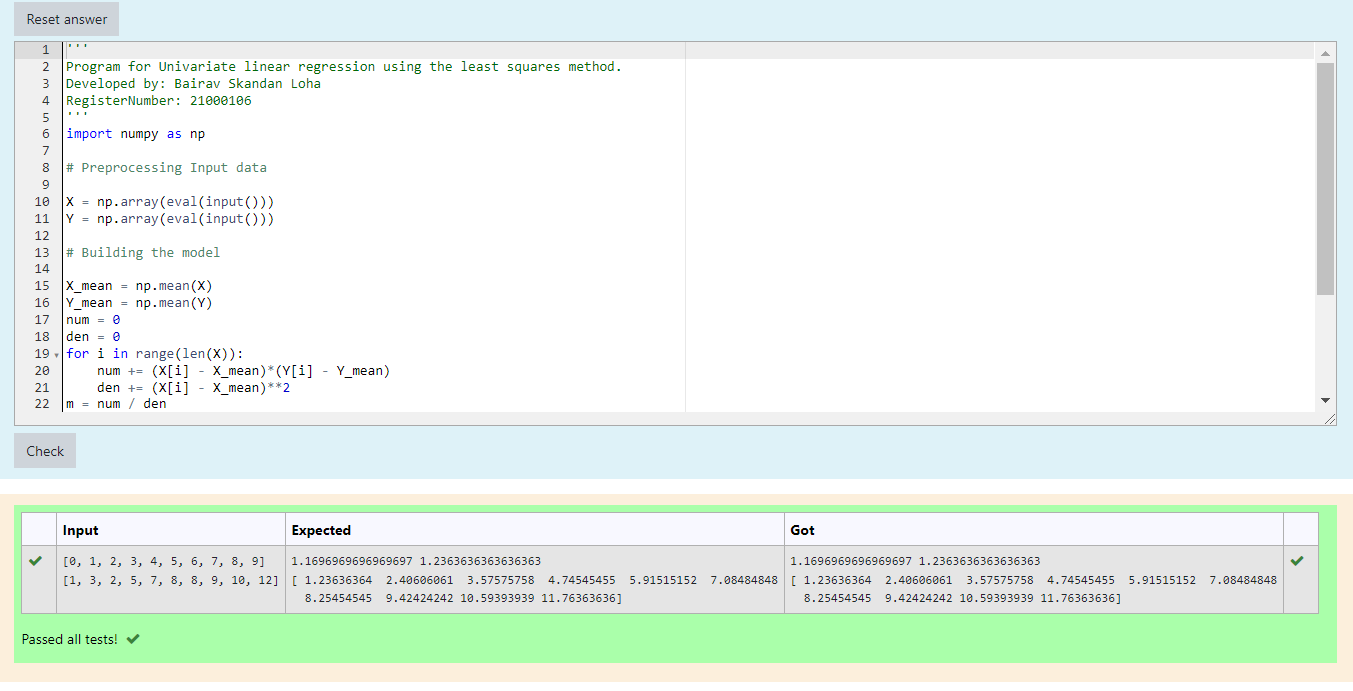 Reset answer
1 '''
2 Program for Univariate linear regression using the least squares method.
3 Developed by: Bairav Skandan Loha
4 RegisterNumber: 21000106
5 '''
6 import numpy as np
7
8 # Preprocessing Input data
9
10 X = np.array(eval(input()))
11 Y = np.array(eval(input()))
12
13 # Building the model
14
15 X_mean = np.mean(X)
16 Y_mean = np.mean(Y)
17 num = 0
18 den = 0
19 for i in range(len(X)):
20     num += (X[i] - X_mean)*(Y[i] - Y_mean)
21     den += (X[i] - X_mean)**2
22 m = num / den
Check
Input Expected Got
[0, 1, 2, 3, 4, 5, 6, 7, 8, 9] 1.1696969696969697 1.2363636363636363 1.1696969696969697 1.2363636363636363
[1, 3, 2, 5, 7, 8, 8, 9, 10, 12] [ 1.23636364  2.40606061  3.57575758  4.74545455  5.91515152  7.08484848 [ 1.23636364  2.40606061  3.57575758  4.74545455  5.91515152  7.08484848
8.25454545  9.42424242 10.59393939 11.76363636] 8.25454545  9.42424242 10.59393939 11.76363636]
Passed all tests!